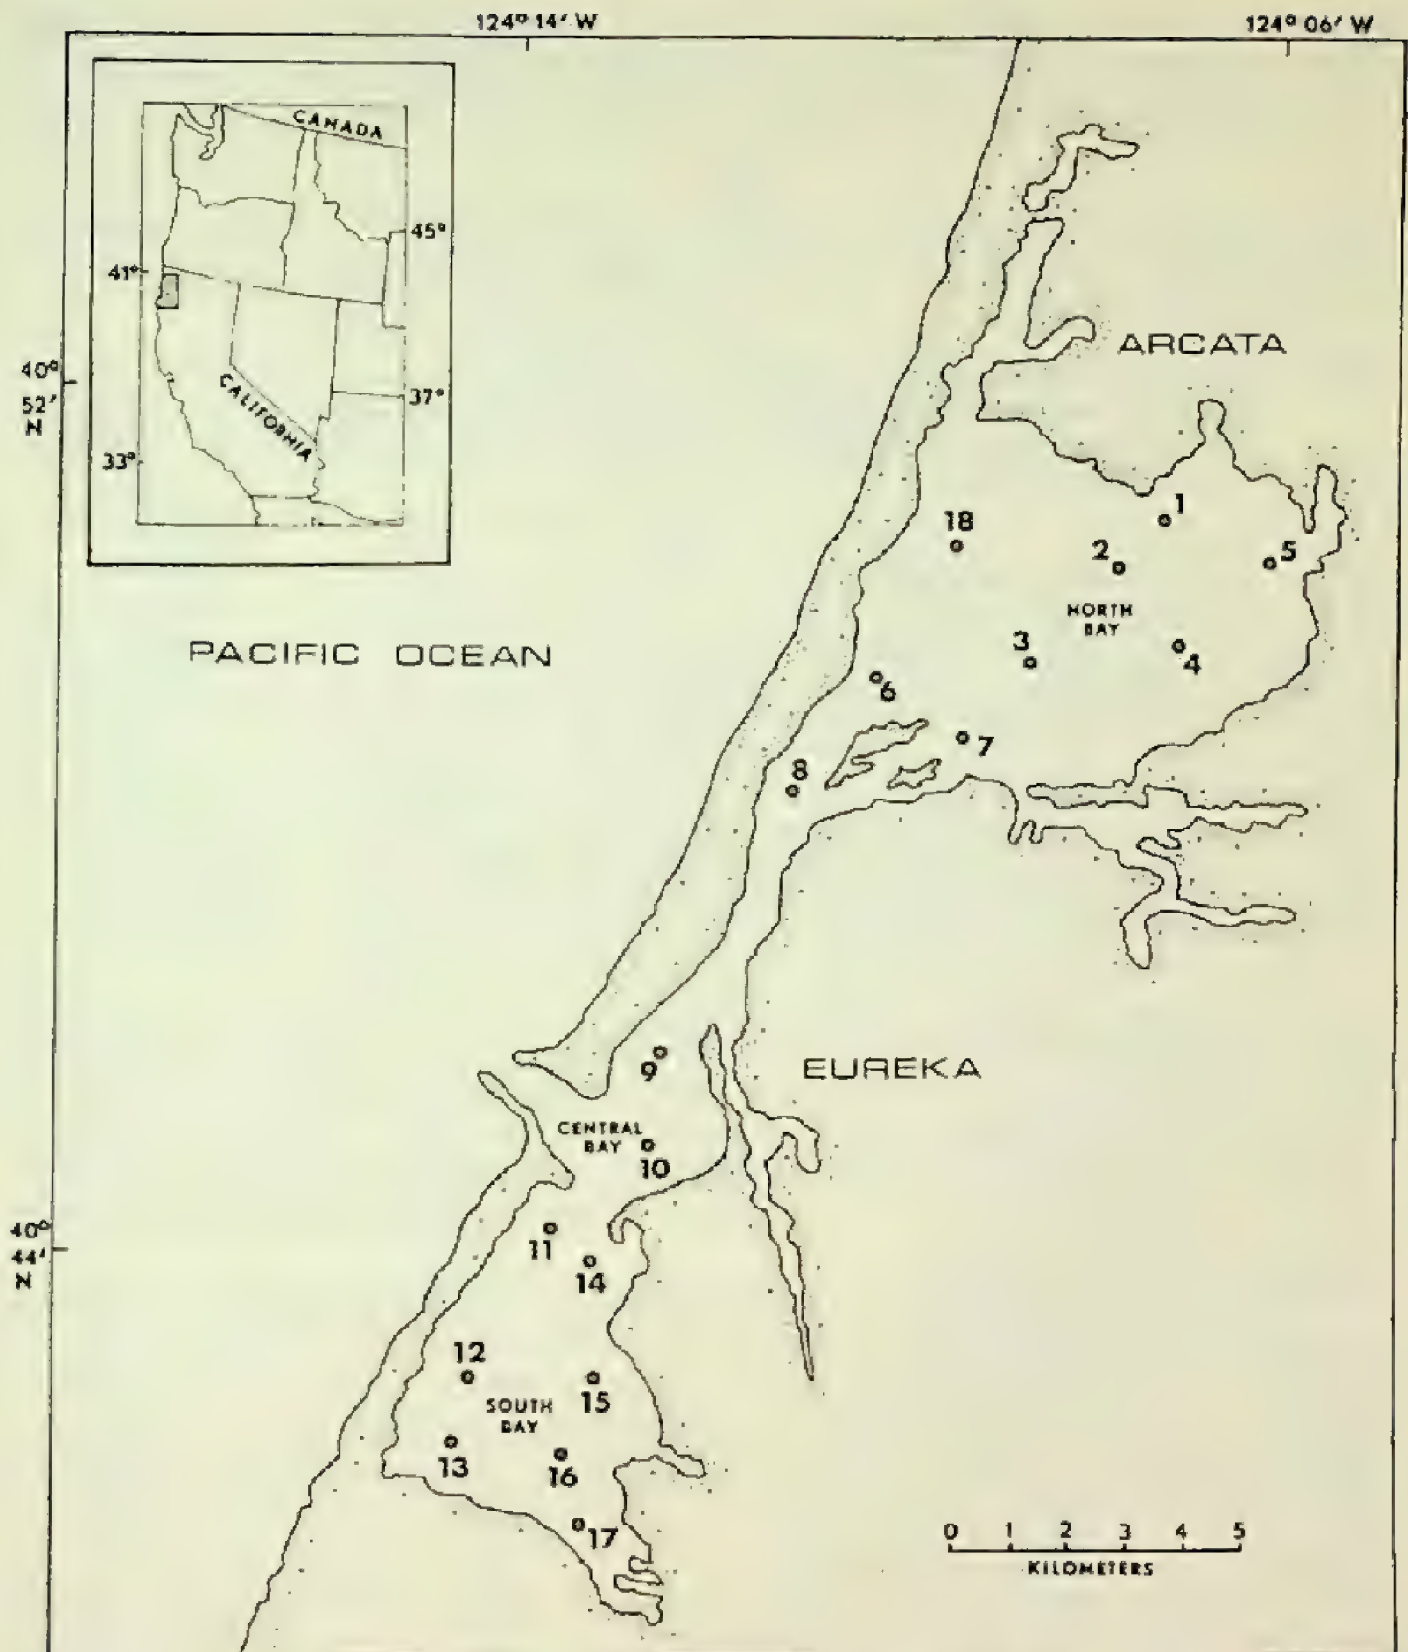 124° 14′ W
124° 06′ W
CANADA
45°
41°
CALIFORNIA
37°
33°
40°
52′
N
ARCATA
1
18
2
5
NORTH
BAY
PACIFIC OCEAN
3
4
6
7
8
9
EUREKA
CENTRAL
BAY
10
40°
44′
N
11
14
12
15
SOUTH
BAY
13
16
17
0 1 2 3 4 5
KILOMETERS